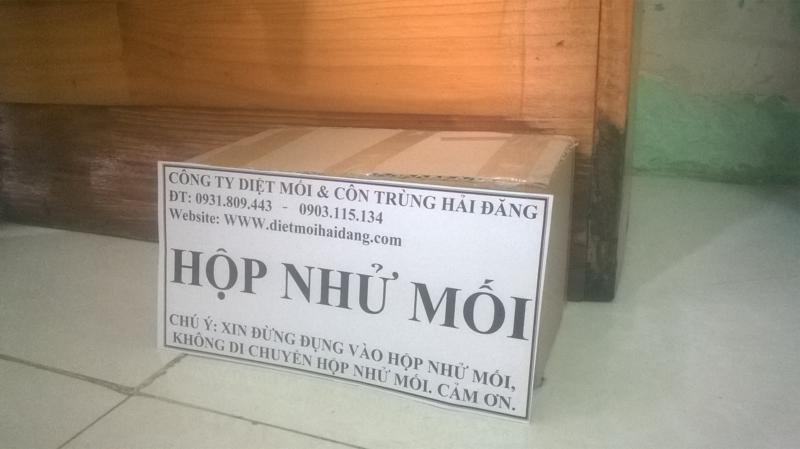 CÔNG TY DIỆT MỐI & CÔN TRÙNG HẢI ĐĂNG
ĐT: 0931.809.443 - 0903.115.134
Website: WWW.dietmoihaidang.com
HỘP NHỬ MỐI
CHÚ Ý: XIN ĐỪNG ĐỤNG VÀO HỘP NHỬ MỐI,
KHÔNG DI CHUYỂN HỘP NHỬ MỐI. CẢM ƠN.